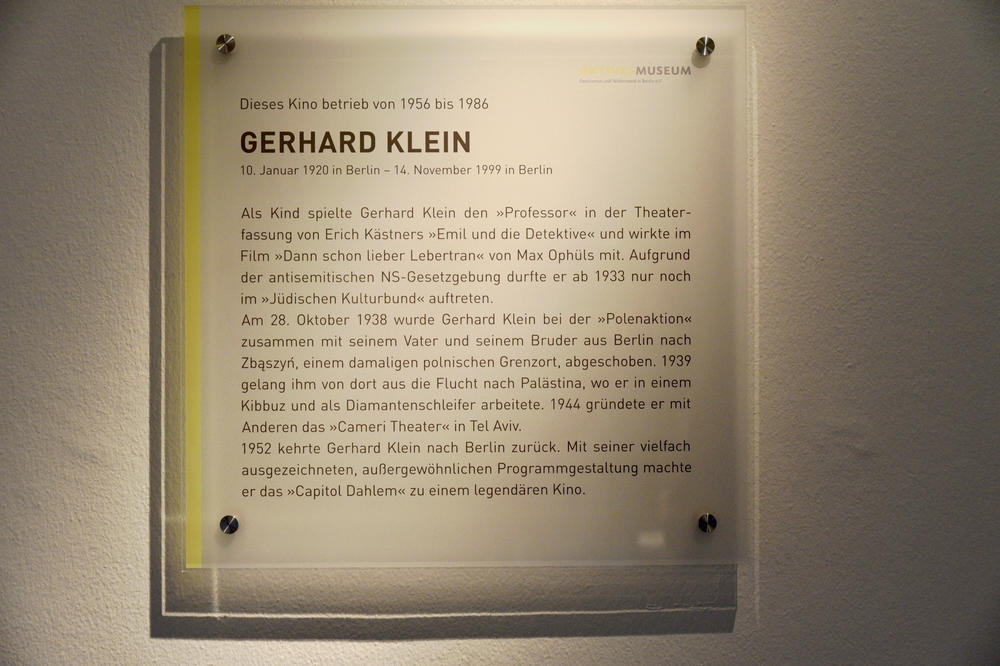 AKTIVES MUSEUM
Faschismus und Widerstand in Berlin e.V.
Dieses Kino betrieb von 1956 bis 1986
GERHARD KLEIN
10. Januar 1920 in Berlin – 14. November 1999 in Berlin
Als Kind spielte Gerhard Klein den »Professor« in der Theater-
fassung von Erich Kästners »Emil und die Detektive« und wirkte im
Film »Dann schon lieber Lebertran« von Max Ophüls mit. Aufgrund
der antisemitischen NS-Gesetzgebung durfte er ab 1933 nur noch
im »Jüdischen Kulturbund« auftreten.
Am 28. Oktober 1938 wurde Gerhard Klein bei der »Polenaktion«
zusammen mit seinem Vater und seinem Bruder aus Berlin nach
Zbąszyń, einem damaligen polnischen Grenzort, abgeschoben. 1939
gelang ihm von dort aus die Flucht nach Palästina, wo er in einem
Kibbuz und als Diamantenschleifer arbeitete. 1944 gründete er mit
Anderen das »Cameri Theater« in Tel Aviv.
1952 kehrte Gerhard Klein nach Berlin zurück. Mit seiner vielfach
ausgezeichneten, außergewöhnlichen Programmgestaltung machte
er das »Capitol Dahlem« zu einem legendären Kino.